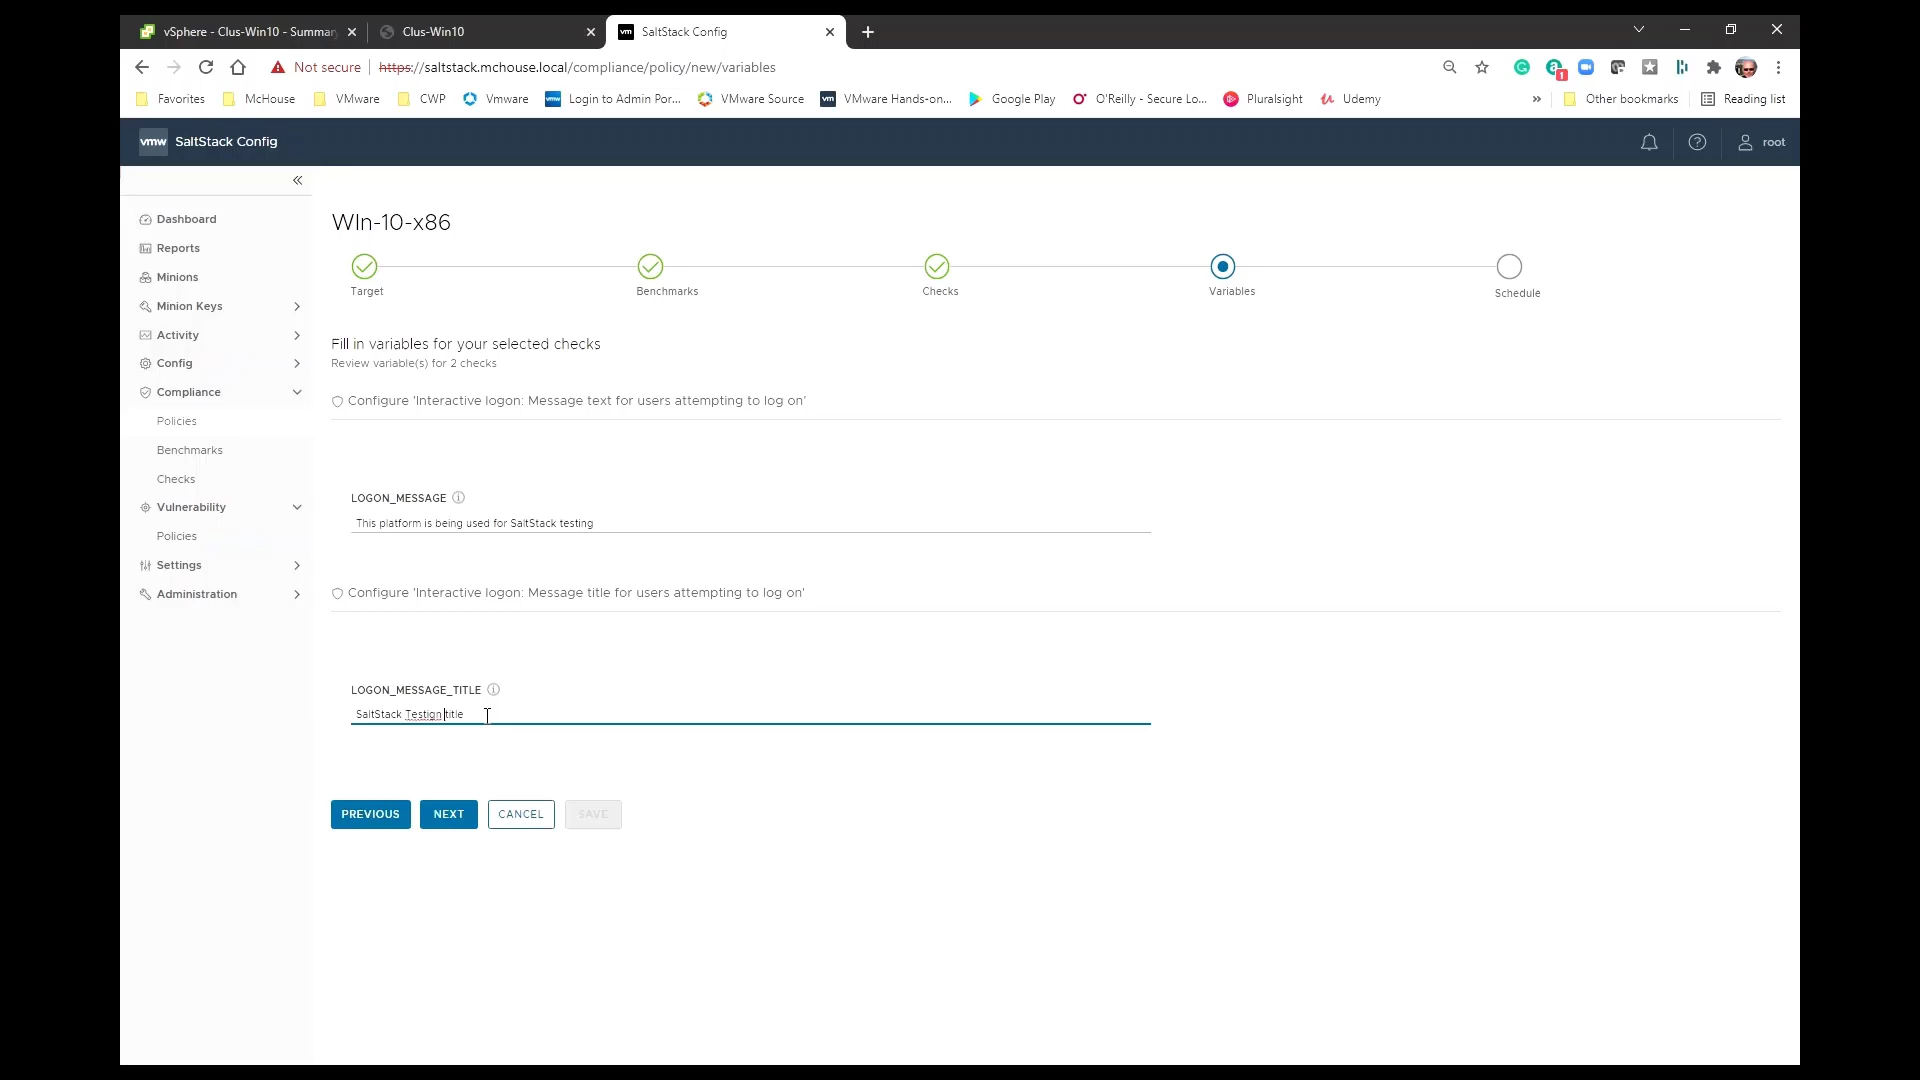 vSphere - Clus-Win10 - Summar
Clus-Win10
SaltStack Config
Not secure
https://saltstack.mchouse.local/compliance/policy/new/variables
1
Favorites
McHouse
VMware
CWP
Vmware
Login to Admin Por...
VMware Source
VMware Hands-on...
Google Play
O'Reilly - Secure Lo...
Pluralsight
Udemy
»
Other bookmarks
Reading list
vmw SaltStack Config
root
Dashboard
Reports
Minions
Minion Keys
Activity
Config
Compliance
Policies
Benchmarks
Checks
Vulnerability
Policies
Settings
Administration
WIn-10-x86
Target
Benchmarks
Checks
Variables
Schedule
Fill in variables for your selected checks
Review variable(s) for 2 checks
Configure 'Interactive logon: Message text for users attempting to log on'
LOGON_MESSAGE
This platform is being used for SaltStack testing
Configure 'Interactive logon: Message title for users attempting to log on'
LOGON_MESSAGE_TITLE
SaltStack Testign title
PREVIOUS
NEXT
CANCEL
SAVE